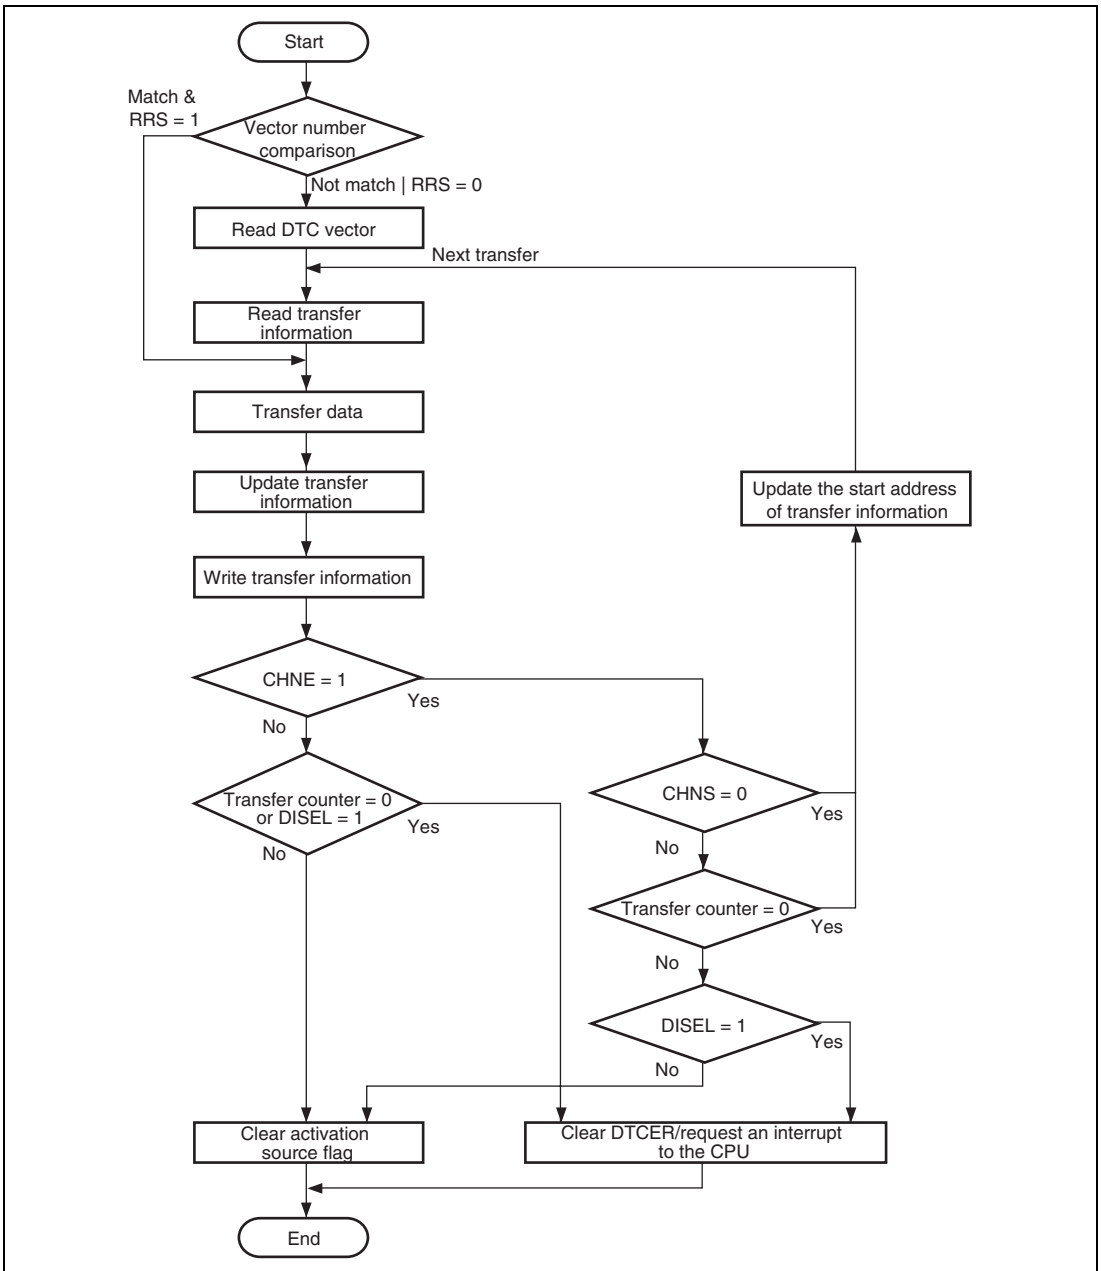 Start
Match &
RRS = 1
Vector number
comparison
Not match | RRS = 0
Read DTC vector
Next transfer
Read transfer
information
Transfer data
Update transfer
information
Update the start address
of transfer information
Write transfer information
CHNE = 1
Yes
No
Transfer counter = 0
or DISEL = 1
Yes
No
CHNS = 0
Yes
No
Transfer counter = 0
Yes
No
DISEL = 1
Yes
No
Clear activation
source flag
Clear DTCER/request an interrupt
to the CPU
End